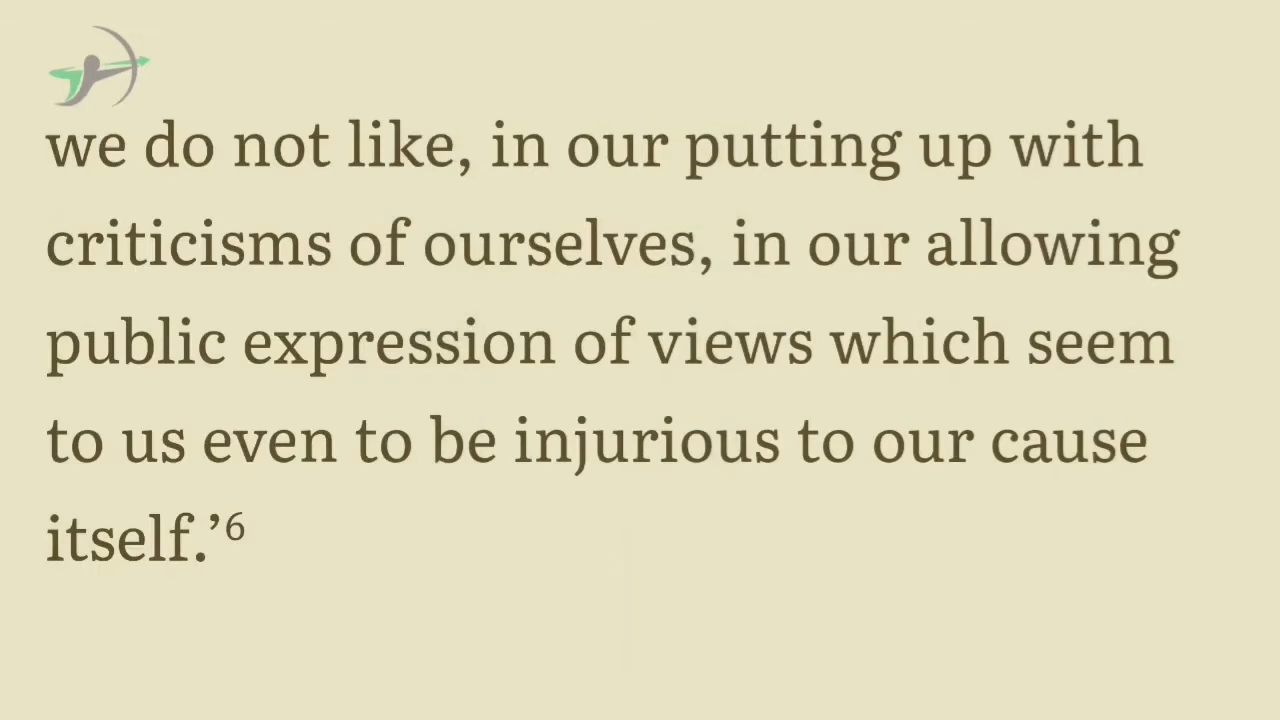 we do not like, in our putting up with
criticisms of ourselves, in our allowing
public expression of views which seem
to us even to be injurious to our cause
itself.’⁶